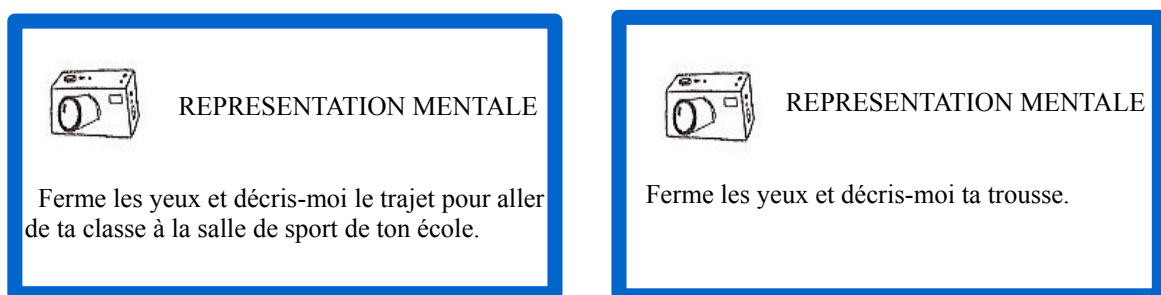 REPRESENTATION MENTALE
Ferme les yeux et décris-moi le trajet pour aller
de ta classe à la salle de sport de ton école.
REPRESENTATION MENTALE
Ferme les yeux et décris-moi ta trousse.